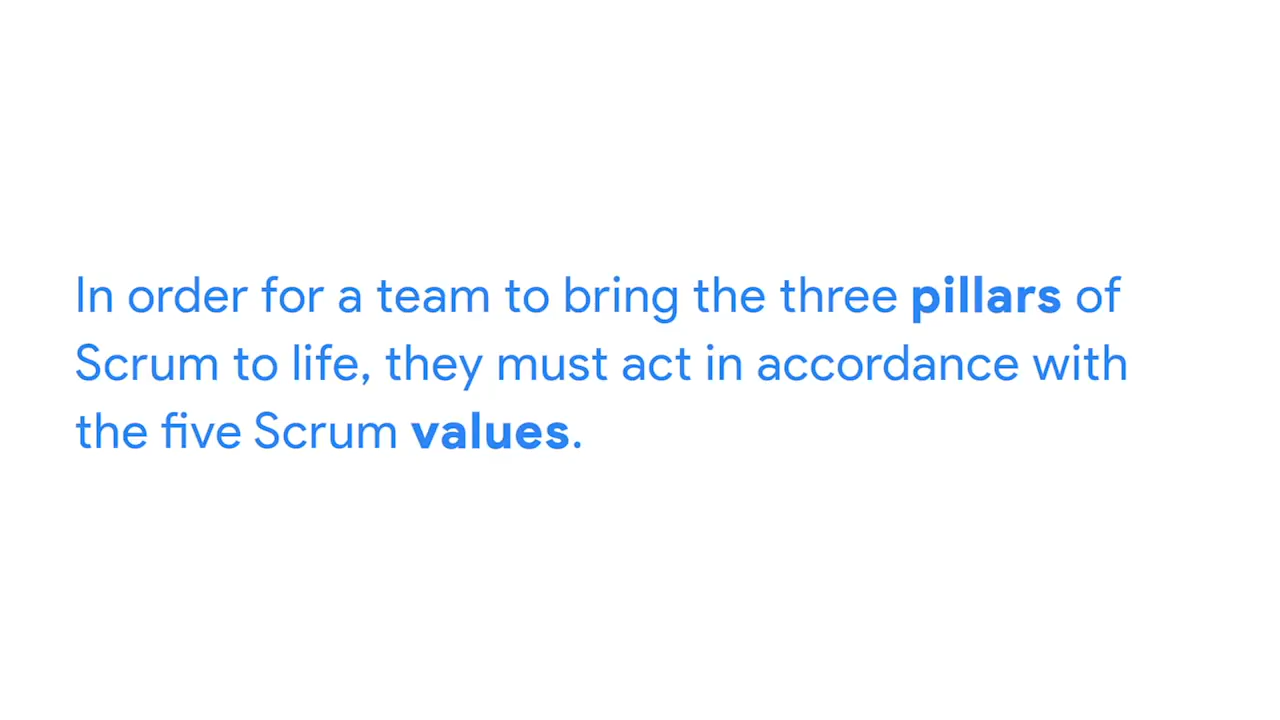 In order for a team to bring the three pillars of
Scrum to life, they must act in accordance with
the five Scrum values.